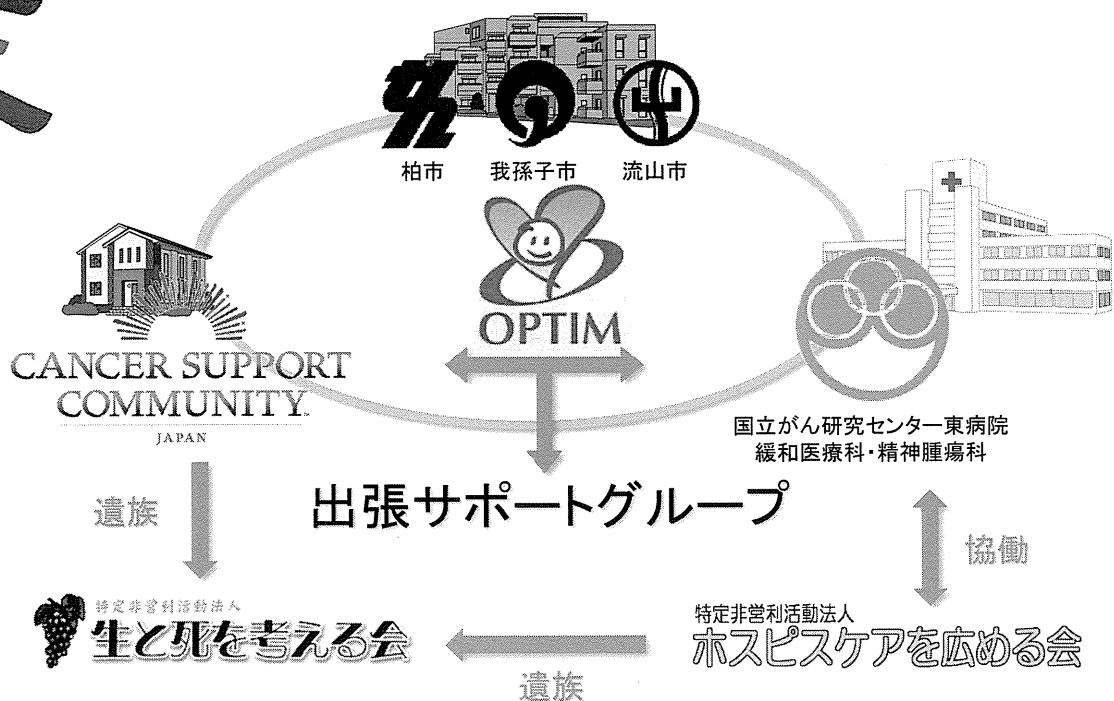 柏市 我孫子市 流山市
OPTIM
CANCER SUPPORT
COMMUNITY
JAPAN
国立がん研究センター東病院
緩和医療科・精神腫瘍科
遺族
出張サポートグループ
協働
特定非営利活動法人
生と死を考える会
特定非営利活動法人
ホスピスケアを広める会
遺族